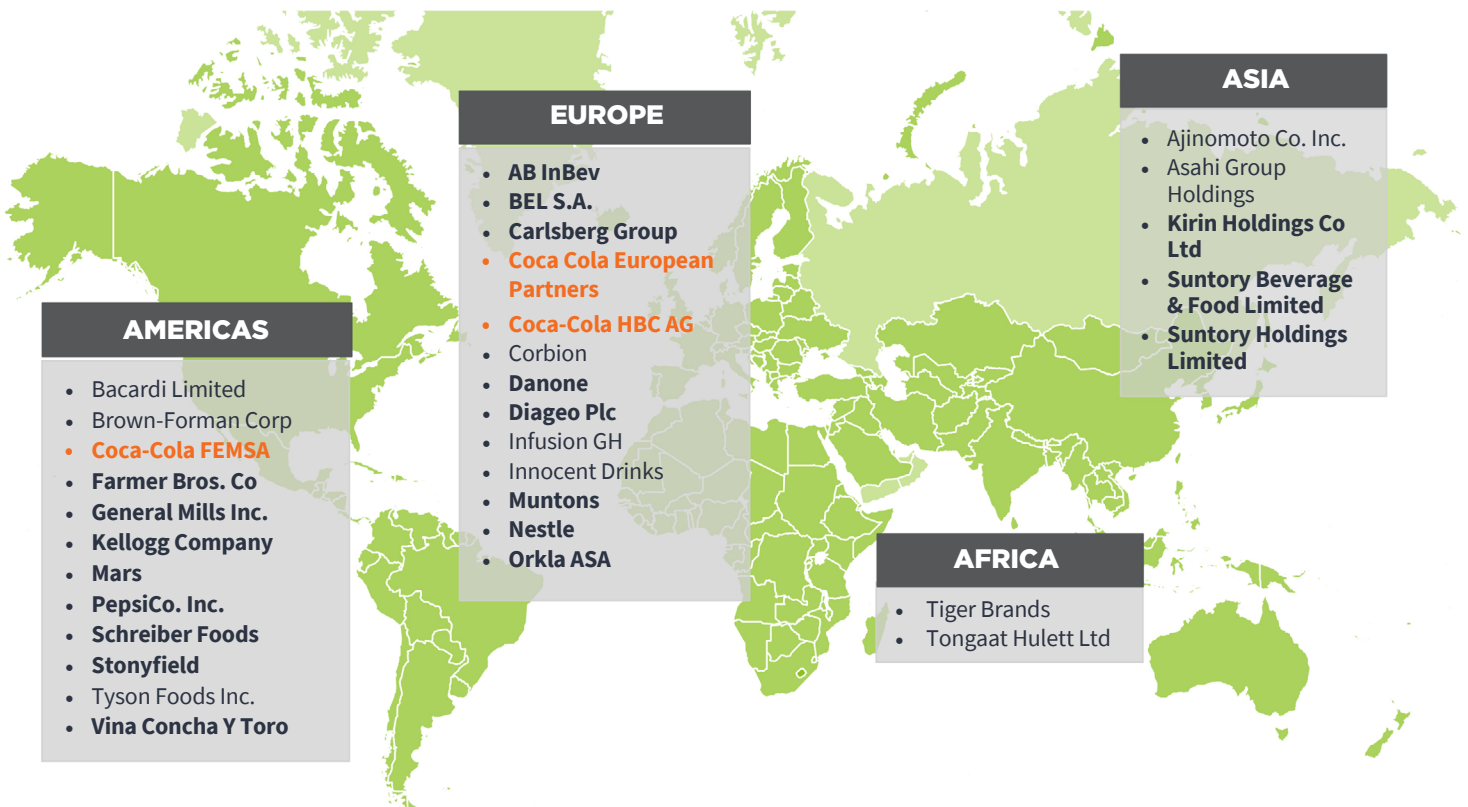 AMERICAS
• Bacardi Limited
• Brown-Forman Corp
• Coca-Cola FEMSA
• Farmer Bros. Co
• General Mills Inc.
• Kellogg Company
• Mars
• PepsiCo. Inc.
• Schreiber Foods
• Stonyfield
• Tyson Foods Inc.
• Vina Concha Y Toro
EUROPE
• AB InBev
• BEL S.A.
• Carlsberg Group
• Coca Cola European
Partners
• Coca-Cola HBC AG
• Corbion
• Danone
• Diageo Plc
• Infusion GH
• Innocent Drinks
• Muntons
• Nestle
• Orkla ASA
AFRICA
• Tiger Brands
• Tongaat Hulett Ltd
ASIA
• Ajinomoto Co. Inc.
• Asahi Group
Holdings
• Kirin Holdings Co
Ltd
• Suntory Beverage
& Food Limited
• Suntory Holdings
Limited